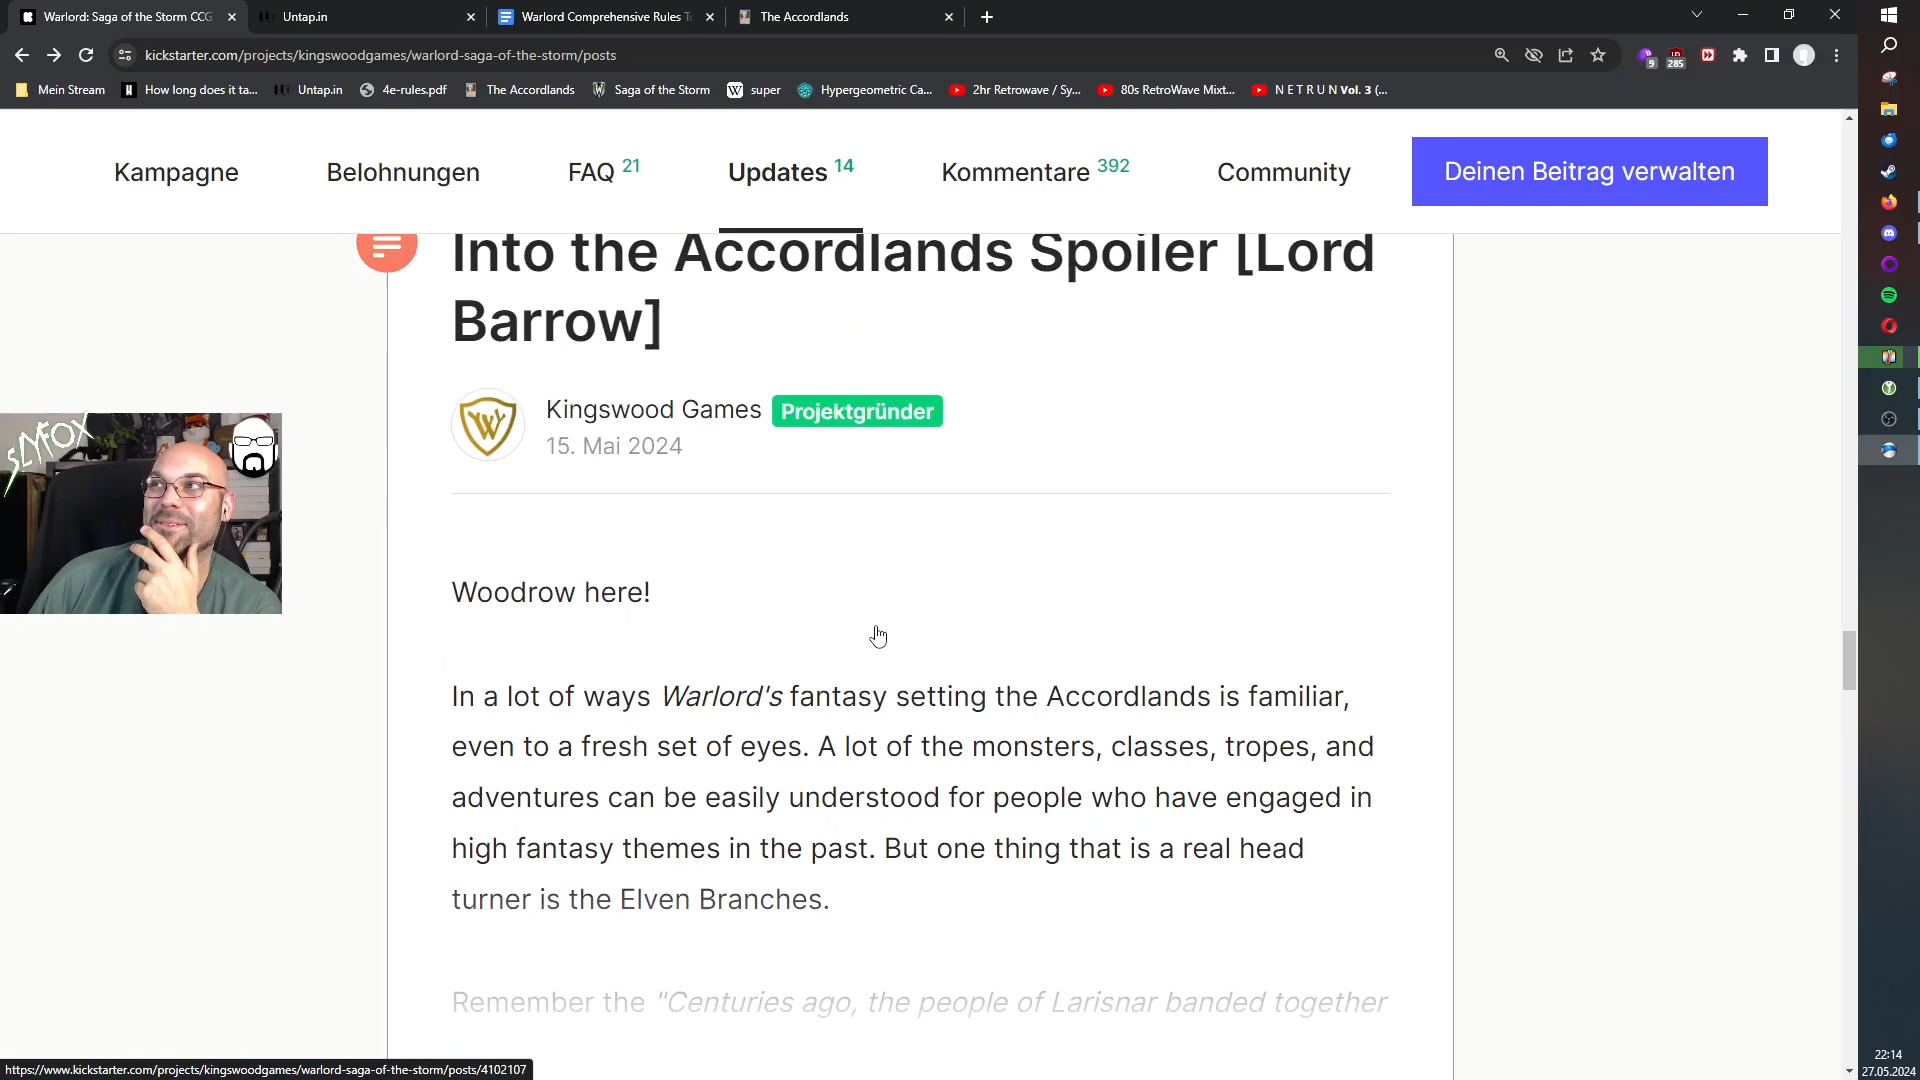 Warlord: Saga of the Storm CCG
Untap.in
Warlord Comprehensive Rules
The Accordlands
kickstarter.com/projects/kingswoodgames/warlord-saga-of-the-storm/posts
9
285
Mein Stream
How long does it ta...
Untap.in
4e-rules.pdf
The Accordlands
Saga of the Storm
super
Hypergeometric Ca...
2hr Retrowave / Sy...
80s RetroWave Mixt...
N E T R U N Vol. 3 (...
Kampagne
Belohnungen
FAQ 21
Updates 14
Kommentare 392
Community
Deinen Beitrag verwalten
Into the Accordlands Spoiler [Lord
Barrow]
Kingswood Games Projektgründer
15. Mai 2024
SLYFOX
Woodrow here!
In a lot of ways Warlord's fantasy setting the Accordlands is familiar,
even to a fresh set of eyes. A lot of the monsters, classes, tropes, and
adventures can be easily understood for people who have engaged in
high fantasy themes in the past. But one thing that is a real head
turner is the Elven Branches.
Remember the "Centuries ago, the people of Larisnar banded together
https://www.kickstarter.com/projects/kingswoodgames/warlord-saga-of-the-storm/posts/4102107
22:14
27.05.2024